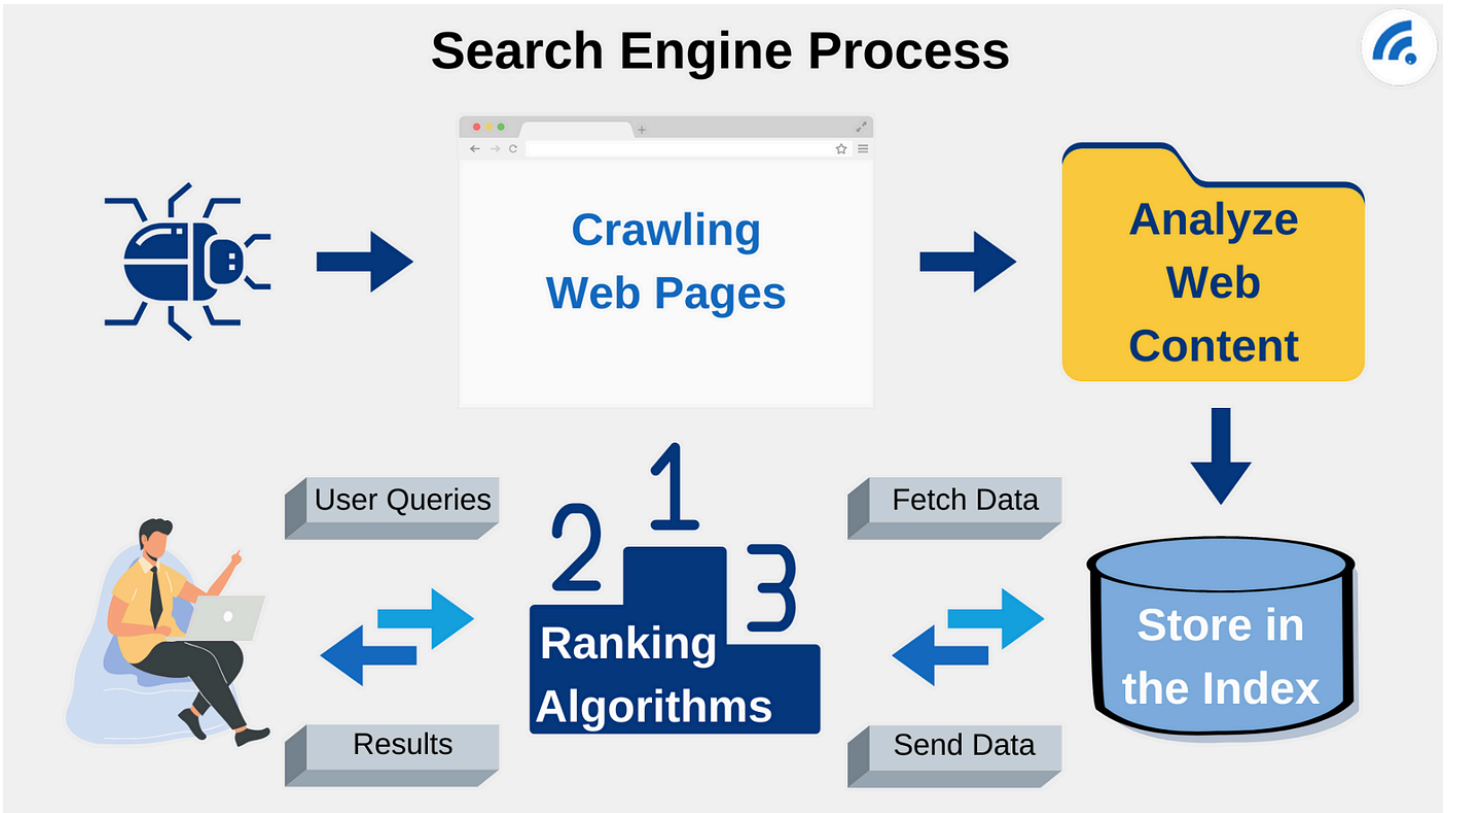 Search Engine Process
Crawling
Web Pages
Analyze
Web
Content
User Queries
1
2
3
Fetch Data
Ranking
Algorithms
Store in
the Index
Results
Send Data